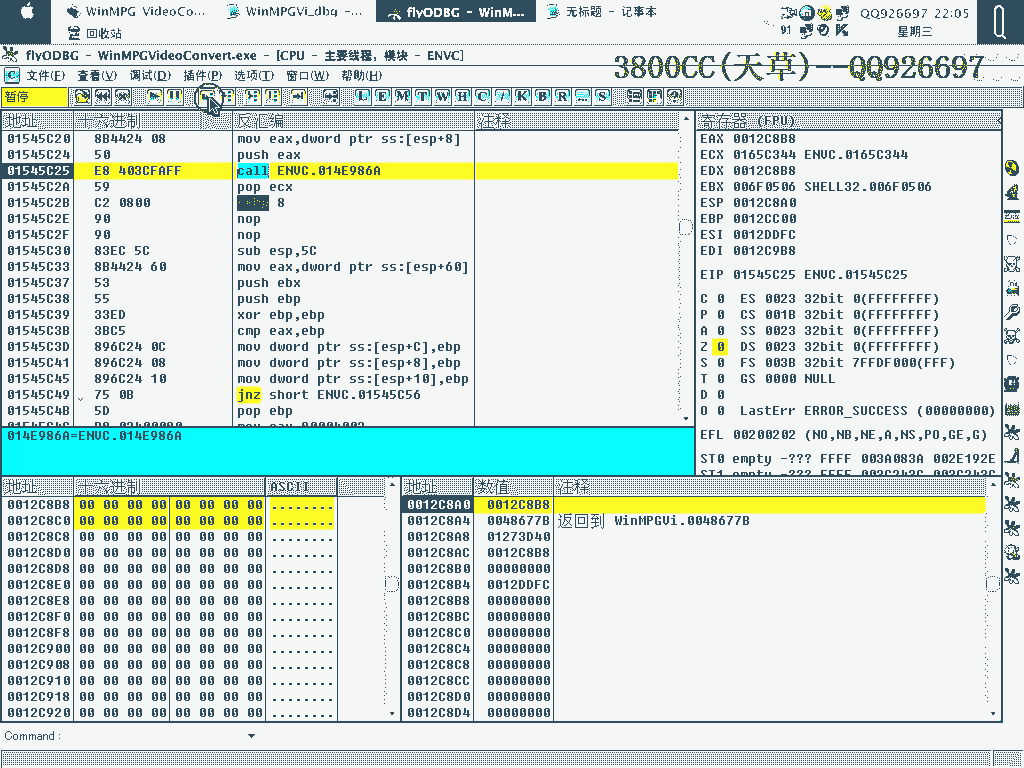 WinMPG VideoCo...
WinMPGVi_dbg -...
flyODBG - WinM...
无标题 - 记事本
QQ926697 22:05
回收站
91
星期三
flyODBG - WinMPGVideoConvert.exe - [CPU - 主要线程, 模块 - ENVC]
文件(F) 查看(V) 调试(D) 插件(P) 选项(T) 窗口(W) 帮助(H)
3800CC(天草)--QQ926697
暂停
L E M T W H C / K B R ... S
地址 十六进制 反汇编 注释
01545C20 8B4424 08 mov eax,dword ptr ss:[esp+8]
01545C24 50 push eax
01545C25 E8 403CFAFF call ENVC.014E986A
01545C2A 59 pop ecx
01545C2B C2 0800 8
01545C2E 90 nop
01545C2F 90 nop
01545C30 83EC 5C sub esp,5C
01545C33 8B4424 60 mov eax,dword ptr ss:[esp+60]
01545C37 53 push ebx
01545C38 55 push ebp
01545C39 33ED xor ebp,ebp
01545C3B 3BC5 cmp eax,ebp
01545C3D 896C24 0C mov dword ptr ss:[esp+C],ebp
01545C41 896C24 08 mov dword ptr ss:[esp+8],ebp
01545C45 896C24 10 mov dword ptr ss:[esp+10],ebp
01545C49 75 0B jnz short ENVC.01545C56
01545C4B 5D pop ebp
014E986A=ENVC.014E986A
寄存器 (FPU)
EAX 0012C8B8
ECX 0165C344 ENVC.0165C344
EDX 0012C8B8
EBX 006F0506 SHELL32.006F0506
ESP 0012C8A0
EBP 0012CC00
ESI 0012DDFC
EDI 0012C9B8
EIP 01545C25 ENVC.01545C25
C 0 ES 0023 32bit 0(FFFFFFFF)
P 0 CS 001B 32bit 0(FFFFFFFF)
A 0 SS 0023 32bit 0(FFFFFFFF)
Z 0 DS 0023 32bit 0(FFFFFFFF)
S 0 FS 003B 32bit 7FFDF000(FFF)
T 0 GS 0000 NULL
D 0
O 0 LastErr ERROR_SUCCESS (00000000)
EFL 00200202 (NO,NB,NE,A,NS,PO,GE,G)
ST0 empty -??? FFFF 003A083A 002E192E
地址 十六进制 ASCII
0012C8B8 00 00 00 00 00 00 00 00 ........
0012C8C0 00 00 00 00 00 00 00 00 ........
0012C8C8 00 00 00 00 00 00 00 00 ........
0012C8D0 00 00 00 00 00 00 00 00 ........
0012C8D8 00 00 00 00 00 00 00 00 ........
0012C8E0 00 00 00 00 00 00 00 00 ........
0012C8E8 00 00 00 00 00 00 00 00 ........
0012C8F0 00 00 00 00 00 00 00 00 ........
0012C8F8 00 00 00 00 00 00 00 00 ........
0012C900 00 00 00 00 00 00 00 00 ........
0012C908 00 00 00 00 00 00 00 00 ........
0012C910 00 00 00 00 00 00 00 00 ........
0012C918 00 00 00 00 00 00 00 00 ........
0012C920 00 00 00 00 00 00 00 00 ........
地址 数值 注释
0012C8A0 0012C8B8
0012C8A4 0048677B 返回到 WinMPGVi.0048677B
0012C8A8 01273D40
0012C8AC 0012C8B8
0012C8B0 00000000
0012C8B4 0012DDFC
0012C8B8 00000000
0012C8BC 00000000
0012C8C0 00000000
0012C8C4 00000000
0012C8C8 00000000
0012C8CC 00000000
0012C8D0 00000000
0012C8D4 00000000
Command :